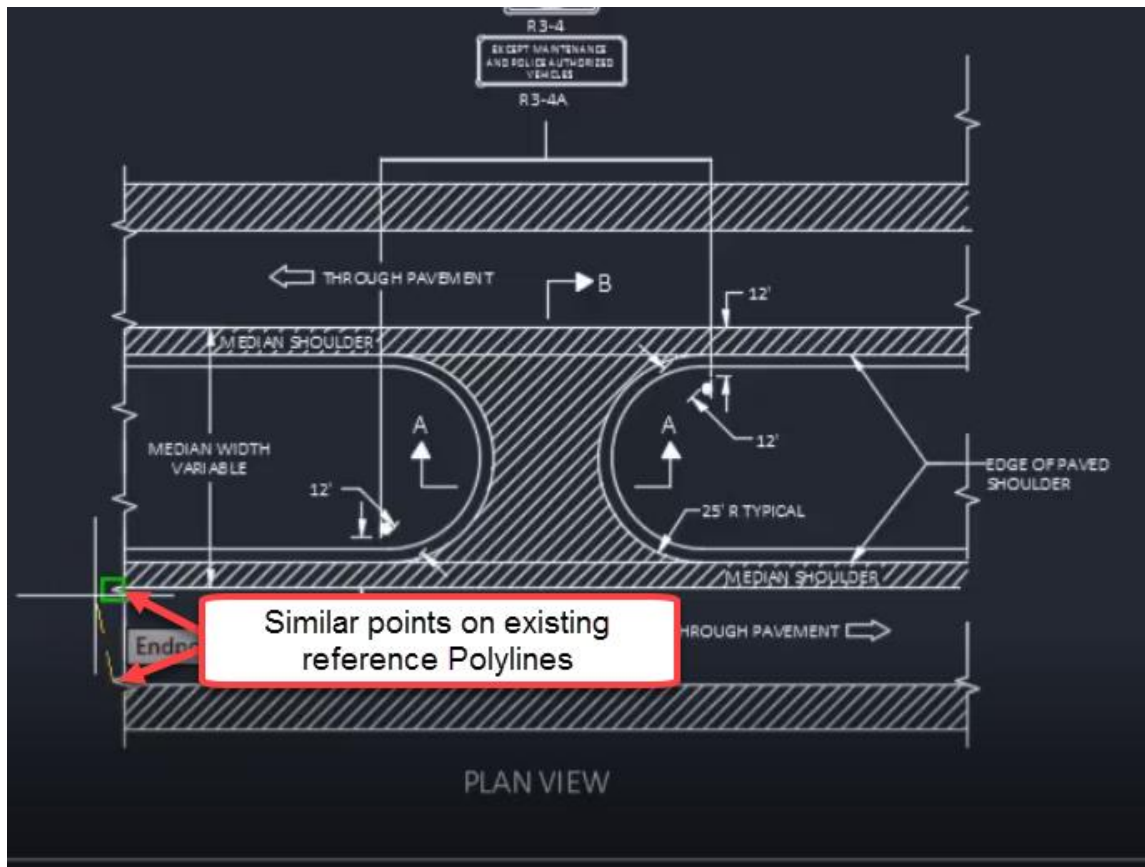 R3-4
EXCEPT MAINTENANCE
AND POLICE AUTHORIZED
VEHICLES
R3-4A
THROUGH PAVEMENT
B
12'
MEDIAN SHOULDER
A
A
12'
MEDIAN WIDTH
VARIABLE
EDGE OF PAVED
SHOULDER
12'
25' R TYPICAL
MEDIAN SHOULDER
Similar points on existing
reference Polylines
PAVEMENT
PLAN VIEW